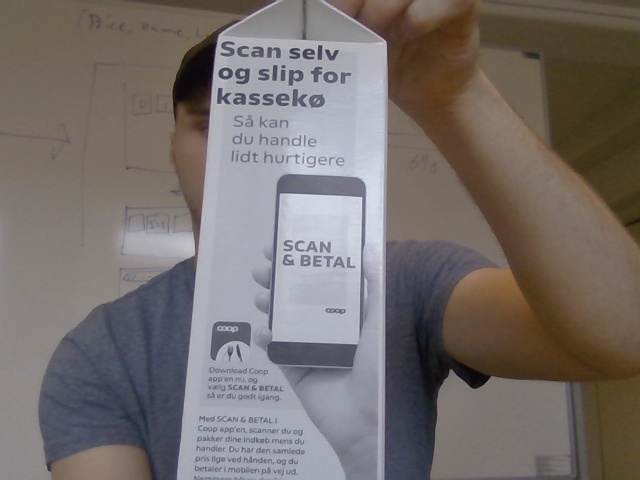 Price, name,
Scan selv
og slip for
kassekø
Så kan
du handle
lidt hurtigere
SCAN
& BETAL
coop
coop
Download Coop
app'en nu, og
vælg SCAN & BETAL
så er du godt igang.
Med SCAN & BETAL i
Coop app'en, scanner du og
pakker dine indkøb mens du
handler. Du har den samlede
pris lige ved hånden, og du
betaler i mobilen på vej ud.